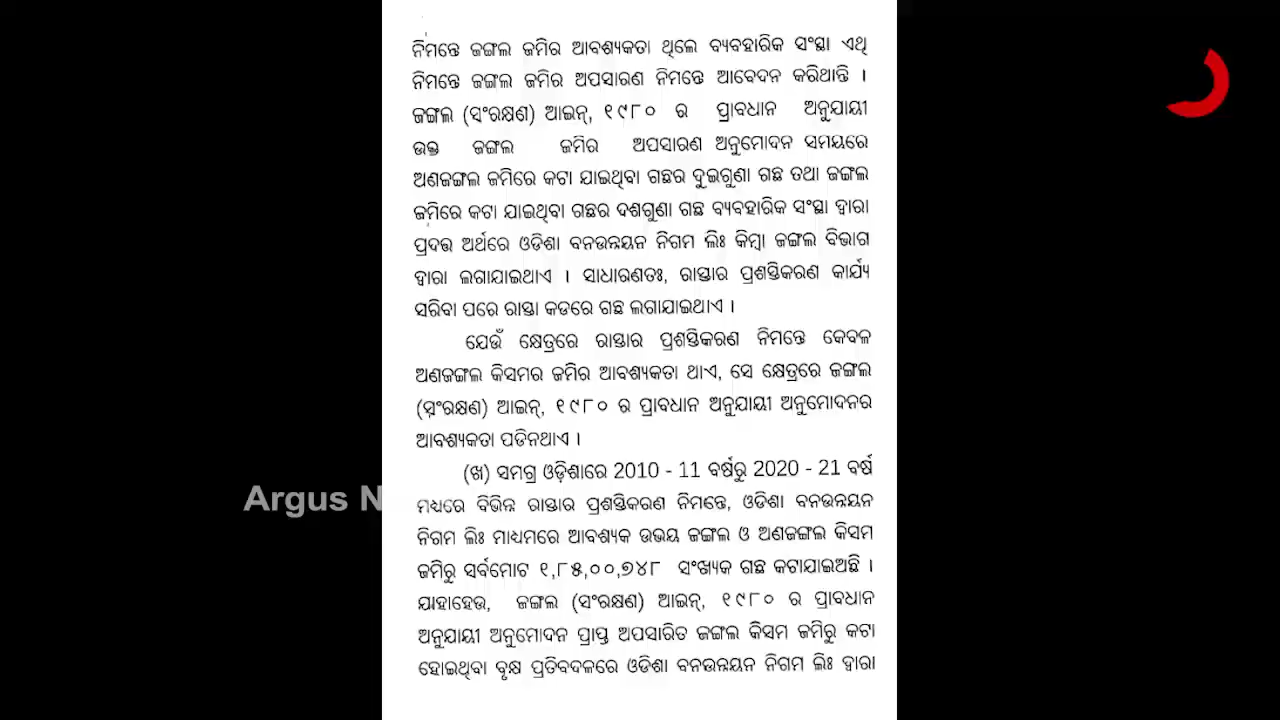 ନିମନ୍ତେ ଜଙ୍ଗଲ ଜମିର ଆବଶ୍ୟକତା ଥିଲେ ବ୍ୟବହାରିକ ସଂସ୍ଥା ଏଥି
ନିମନ୍ତେ ଜଙ୍ଗଲ ଜମିର ଅପସାରଣ ନିମନ୍ତେ ଆବେଦନ କରିଥାନ୍ତି ।
ଜଙ୍ଗଲ (ସଂରକ୍ଷଣ) ଆଇନ୍, ୧୯୮୦ ର ପ୍ରାବଧାନ ଅନୁଯାୟୀ
ଉକ୍ତ ଜଙ୍ଗଲ ଜମିର ଅପସାରଣ ଅନୁମୋଦନ ସମୟରେ
ଅଣଜଙ୍ଗଲ ଜମିରେ କଟା ଯାଇଥିବା ଗଛର ଦୁଇଗୁଣା ଗଛ ତଥା ଜଙ୍ଗଲ
ଜମିରେ କଟା ଯାଇଥିବା ଗଛର ଦଶଗୁଣା ଗଛ ବ୍ୟବହାରିକ ସଂସ୍ଥା ଦ୍ୱାରା
ପ୍ରଦତ୍ତ ଅର୍ଥରେ ଓଡିଶା ବନଉନ୍ନୟନ ନିଗମ ଲିଃ କିମ୍ବା ଜଙ୍ଗଲ ବିଭାଗ
ଦ୍ୱାରା ଲଗାଯାଇଥାଏ । ସାଧାରଣତଃ, ରାସ୍ତାର ପ୍ରଶସ୍ତିକରଣ କାର୍ଯ୍ୟ
ସରିବା ପରେ ରାସ୍ତା କଡରେ ଗଛ ଲଗାଯାଇଥାଏ ।
ଯେଉଁ କ୍ଷେତ୍ରରେ ରାସ୍ତାର ପ୍ରଶସ୍ତିକରଣ ନିମନ୍ତେ କେବଳ
ଅଣଜଙ୍ଗଲ କିସମର ଜମିର ଆବଶ୍ୟକତା ଥାଏ, ସେ କ୍ଷେତ୍ରରେ ଜଙ୍ଗଲ
(ସଂରକ୍ଷଣ) ଆଇନ୍, ୧୯୮୦ ର ପ୍ରାବଧାନ ଅନୁଯାୟୀ ଅନୁମୋଦନର
ଆବଶ୍ୟକତା ପଡିନଥାଏ ।
(ଖ) ସମଗ୍ର ଓଡ଼ିଶାରେ 2010 - 11 ବର୍ଷରୁ 2020 - 21 ବର୍ଷ
ମଧ୍ୟରେ ବିଭିନ୍ନ ରାସ୍ତାର ପ୍ରଶସ୍ତିକରଣ ନିମନ୍ତେ, ଓଡିଶା ବନଉନ୍ନୟନ
ନିଗମ ଲିଃ ମାଧ୍ୟମରେ ଆବଶ୍ୟକ ଉଭୟ ଜଙ୍ଗଲ ଓ ଅଣଜଙ୍ଗଲ କିସମ
ଜମିରୁ ସର୍ବମୋଟ ୧,୮୫,୦୦,୭୪୮ ସଂଖ୍ୟକ ଗଛ କଟାଯାଇଅଛି ।
ଯାହାହେଉ, ଜଙ୍ଗଲ (ସଂରକ୍ଷଣ) ଆଇନ୍, ୧୯୮୦ ର ପ୍ରାବଧାନ
ଅନୁଯାୟୀ ଅନୁମୋଦନ ପ୍ରାପ୍ତ ଅପସାରିତ ଜଙ୍ଗଲ କିସମ ଜମିରୁ କଟା
ହୋଇଥିବା ବୃକ୍ଷ ପ୍ରତିବଦଳରେ ଓଡିଶା ବନଉନ୍ନୟନ ନିଗମ ଲିଃ ଦ୍ୱାରା
Argus N